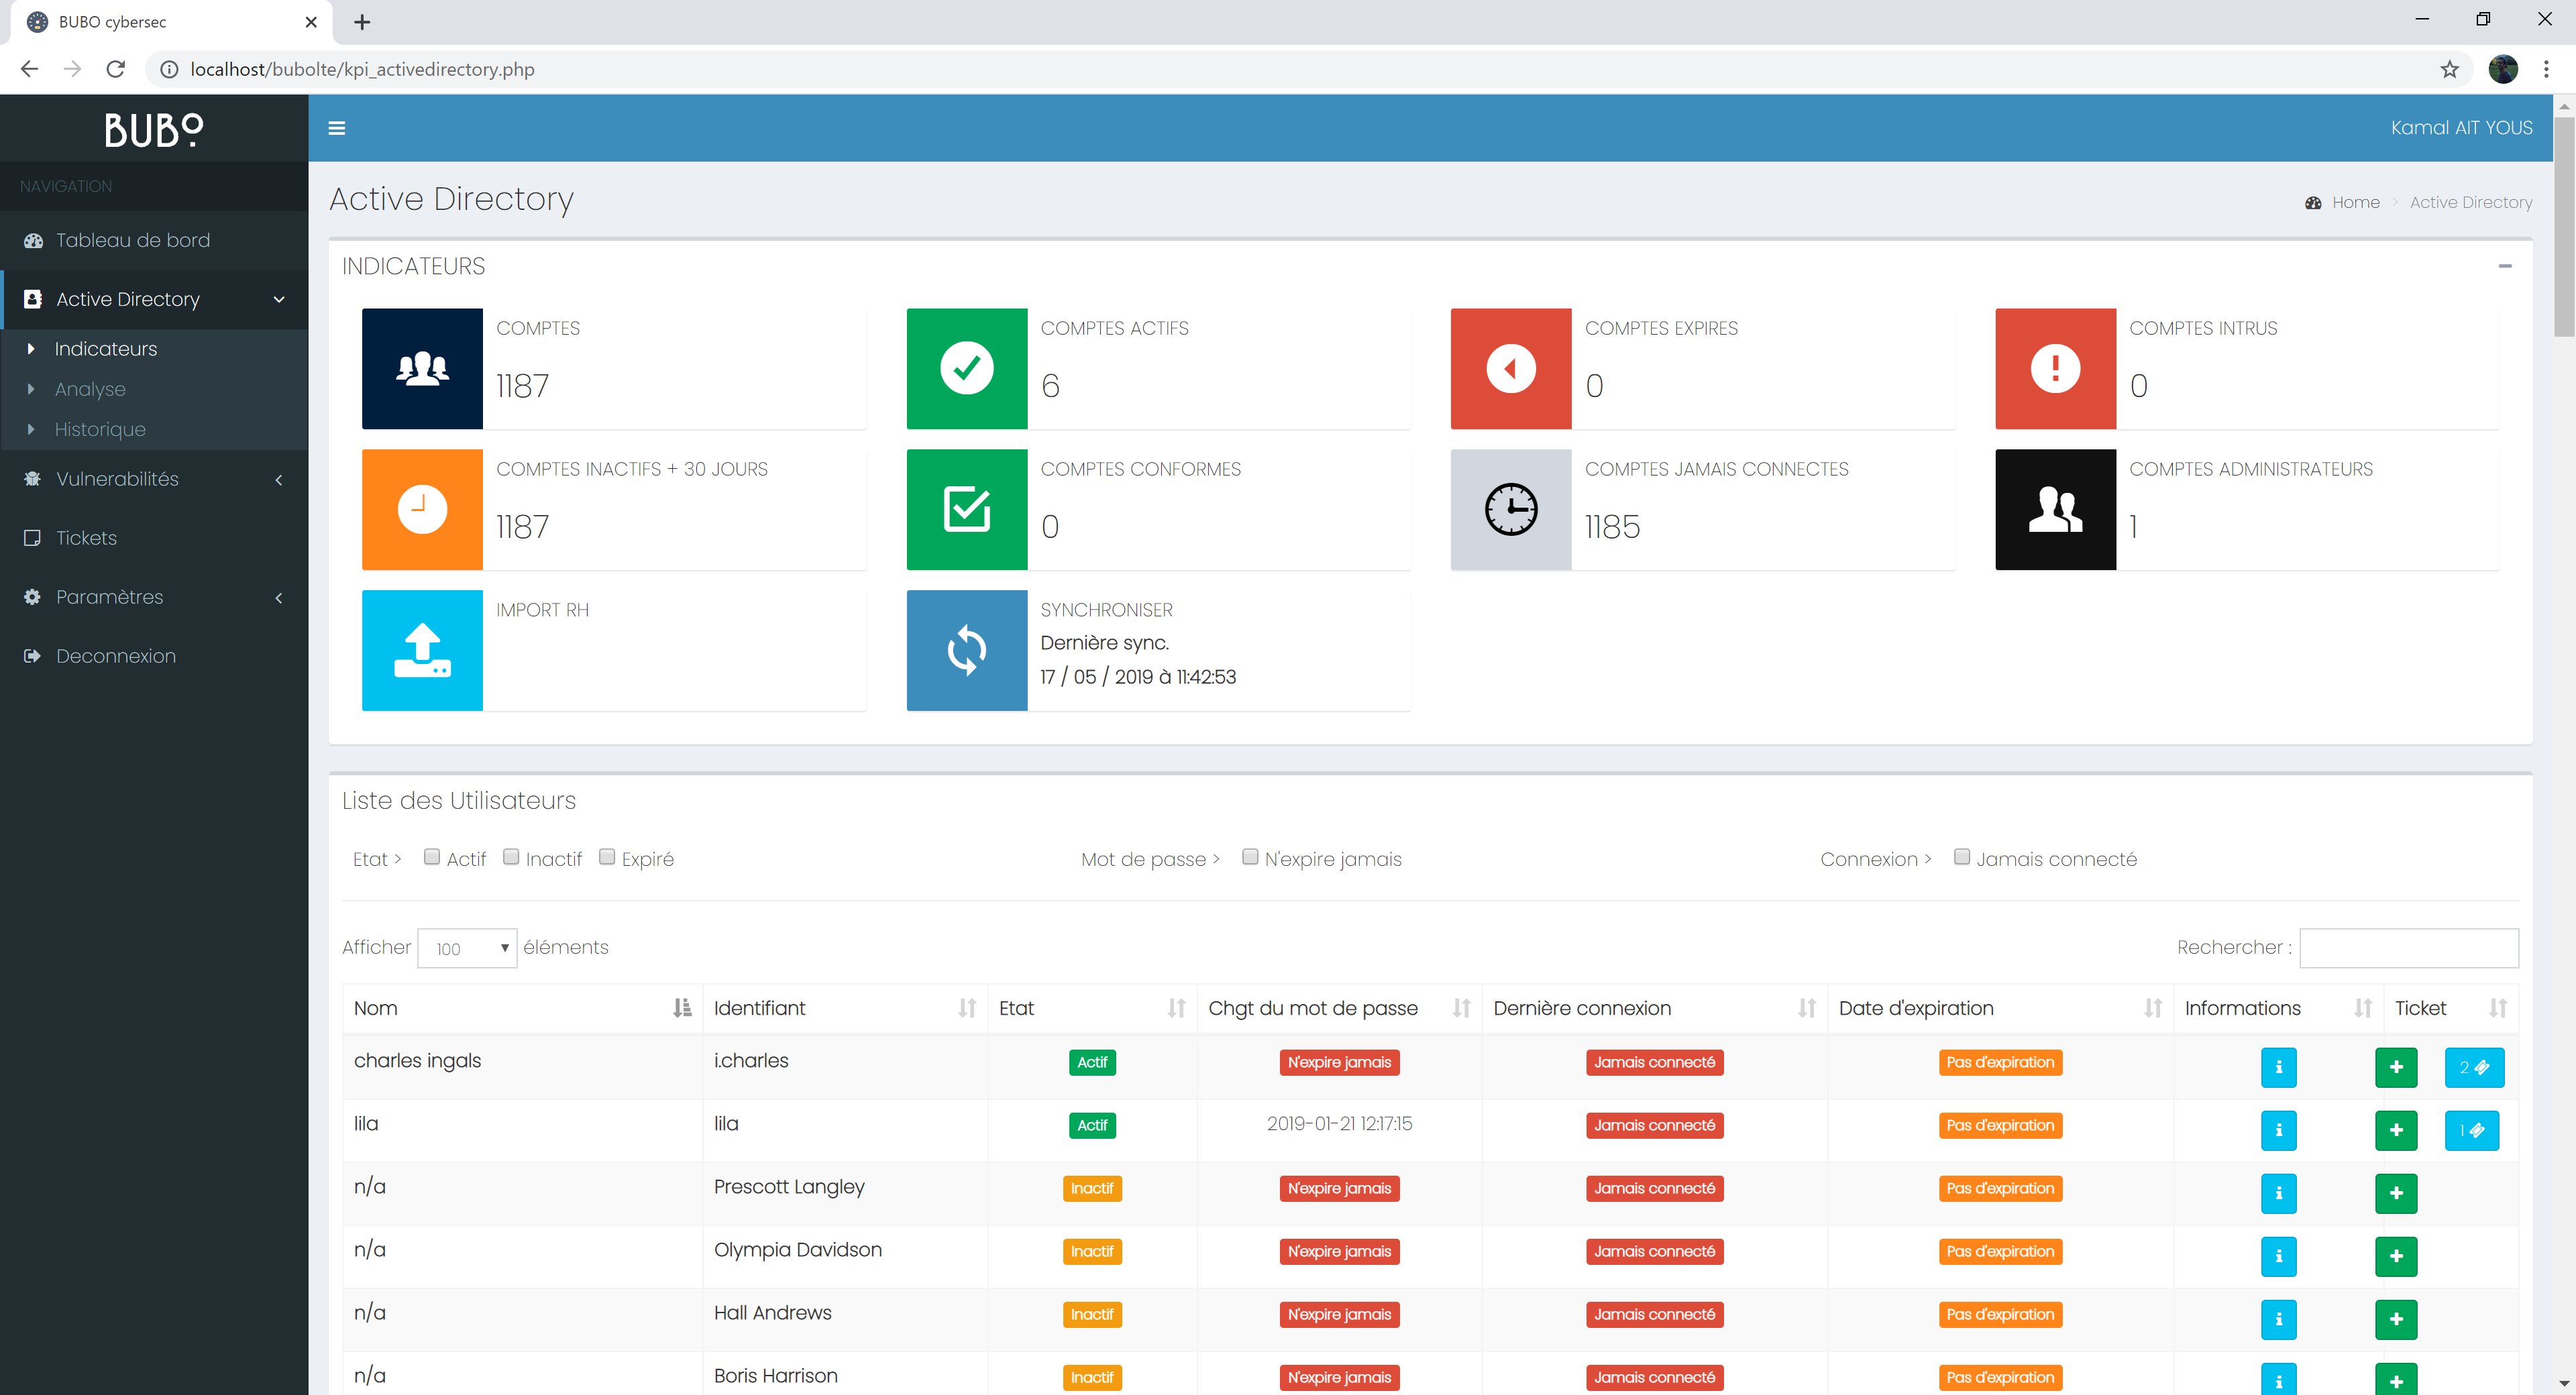 BUBO cybersec
localhost/bubolte/kpi_activedirectory.php
BUBO
Kamal AIT YOUS
NAVIGATION
Tableau de bord
Active Directory
Indicateurs
Analyse
Historique
Vulnerabilités
Tickets
Paramètres
Deconnexion
Active Directory
Home > Active Directory
INDICATEURS
COMPTES
1187
COMPTES ACTIFS
6
COMPTES EXPIRES
0
COMPTES INTRUS
0
COMPTES INACTIFS + 30 JOURS
1187
COMPTES CONFORMES
0
COMPTES JAMAIS CONNECTES
1185
COMPTES ADMINISTRATEURS
1
IMPORT RH
SYNCHRONISER
Dernière sync.
17 / 05 / 2019 à 11:42:53
Liste des Utilisateurs
Etat > Actif Inactif Expiré
Mot de passe > N'expire jamais
Connexion > Jamais connecté
Afficher 100 éléments
Rechercher :
Nom Identifiant Etat Chgt du mot de passe Dernière connexion Date d'expiration Informations Ticket
charles ingals i.charles Actif N'expire jamais Jamais connecté Pas d'expiration i + 2
lila lila Actif 2019-01-21 12:17:15 Jamais connecté Pas d'expiration i + 1
n/a Prescott Langley Inactif N'expire jamais Jamais connecté Pas d'expiration i +
n/a Olympia Davidson Inactif N'expire jamais Jamais connecté Pas d'expiration i +
n/a Hall Andrews Inactif N'expire jamais Jamais connecté Pas d'expiration i +
n/a Boris Harrison Inactif N'expire jamais Jamais connecté Pas d'expiration i +